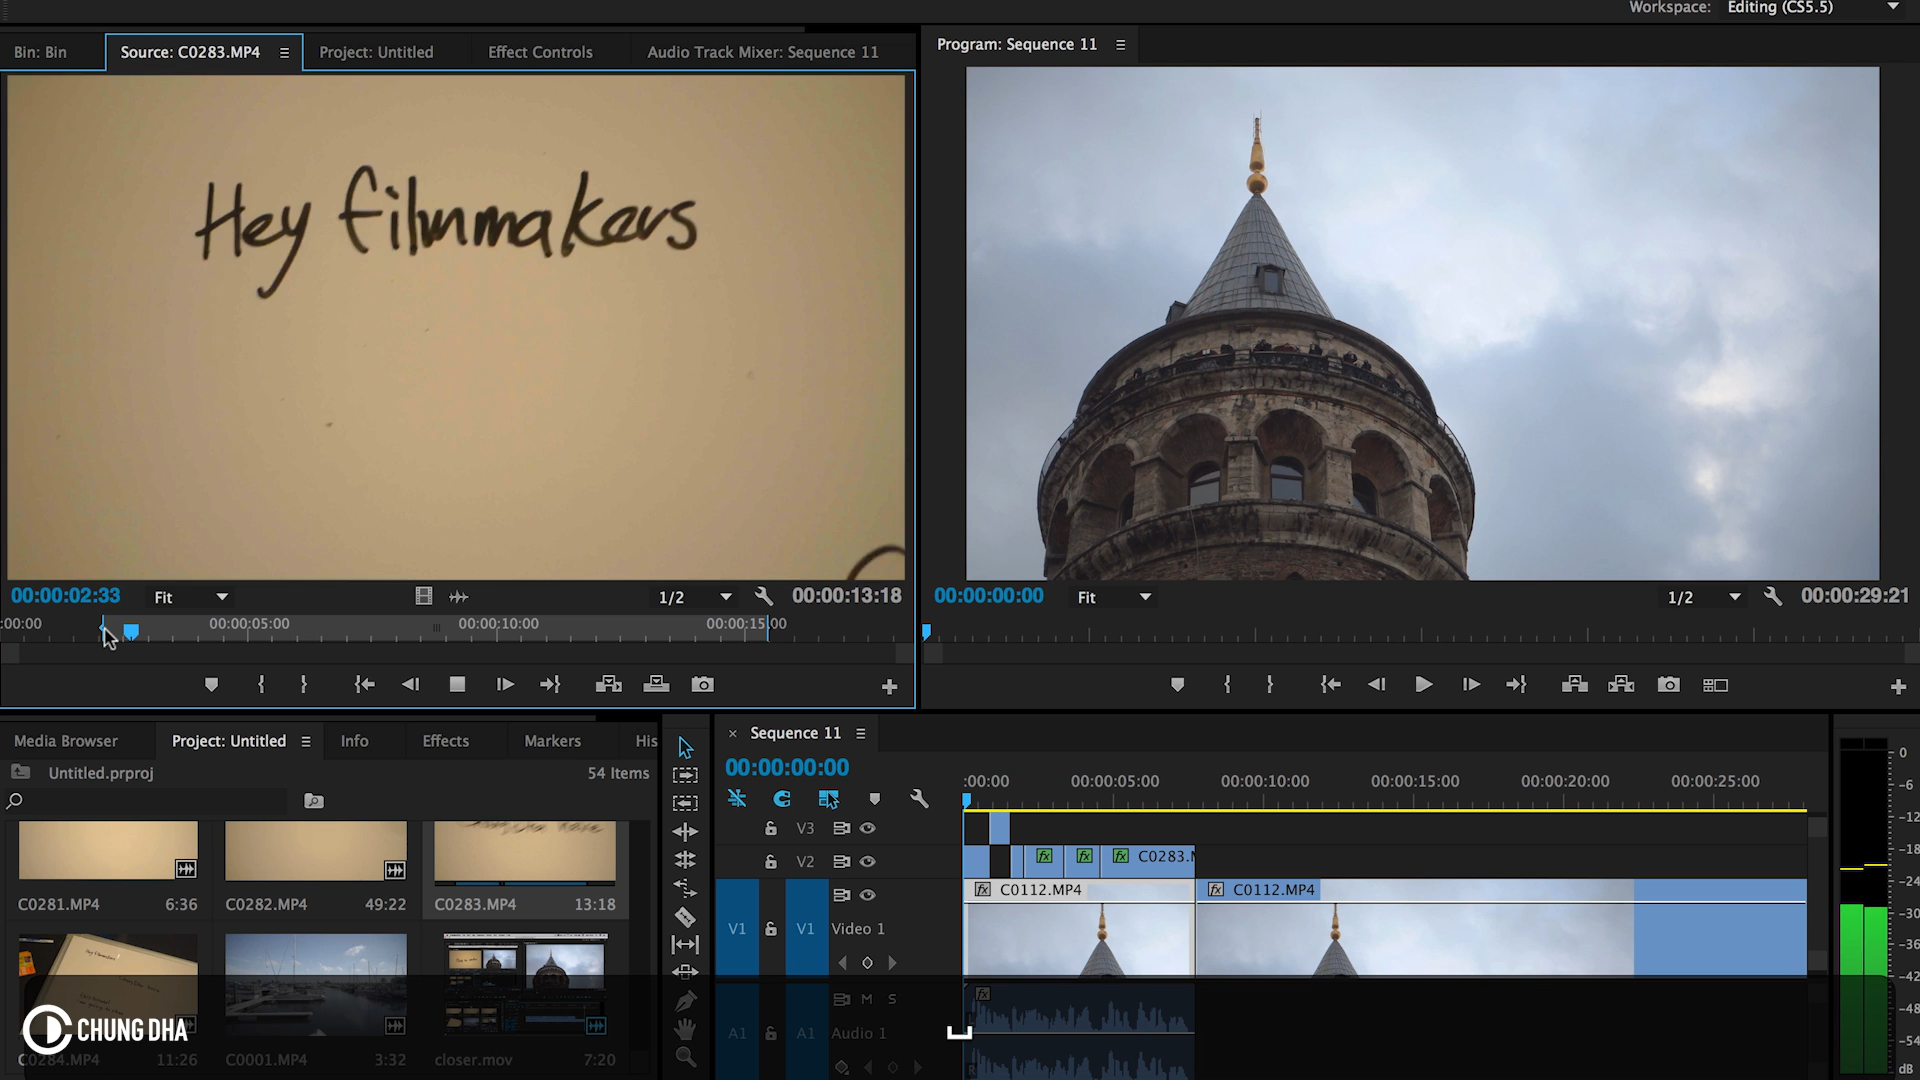 Workspace: Editing (CS5.5)
Bin: Bin
Source: C0283.MP4
Project: Untitled
Effect Controls
Audio Track Mixer: Sequence 11
Program: Sequence 11
Hey filmmakers
00:00:02:33
Fit
1/2
00:00:13:18
00:00:00:00
Fit
1/2
00:00:29:21
:00:00
00:00:05:00
00:00:10:00
00:00:15:00
Media Browser
Project: Untitled
Info
Effects
Markers
His
Untitled.prproj
54 Items
C0281.MP4
6:36
C0282.MP4
49:22
C0283.MP4
13:18
C0284.MP4
11:26
C0001.MP4
3:32
closer.mov
7:20
CHUNG DHA
× Sequence 11
00:00:00:00
:00:00
00:00:05:00
00:00:10:00
00:00:15:00
00:00:20:00
00:00:25:00
V3
V2
fx
fx
fx C0283.M
fx C0112.MP4
fx C0112.MP4
V1
V1
Video 1
fx
M S
A1
A1
Audio 1
0
-6
-12
-18
-24
-30
-36
-42
-48
-54
dB